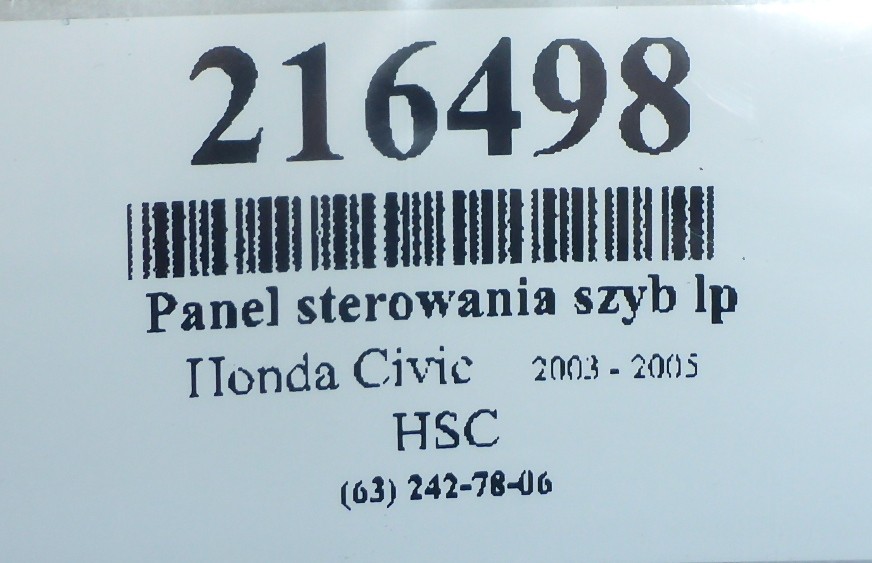 216498
Panel sterowania szyb lp
Honda Civic 2003 - 2005
HSC
(63) 242-78-06